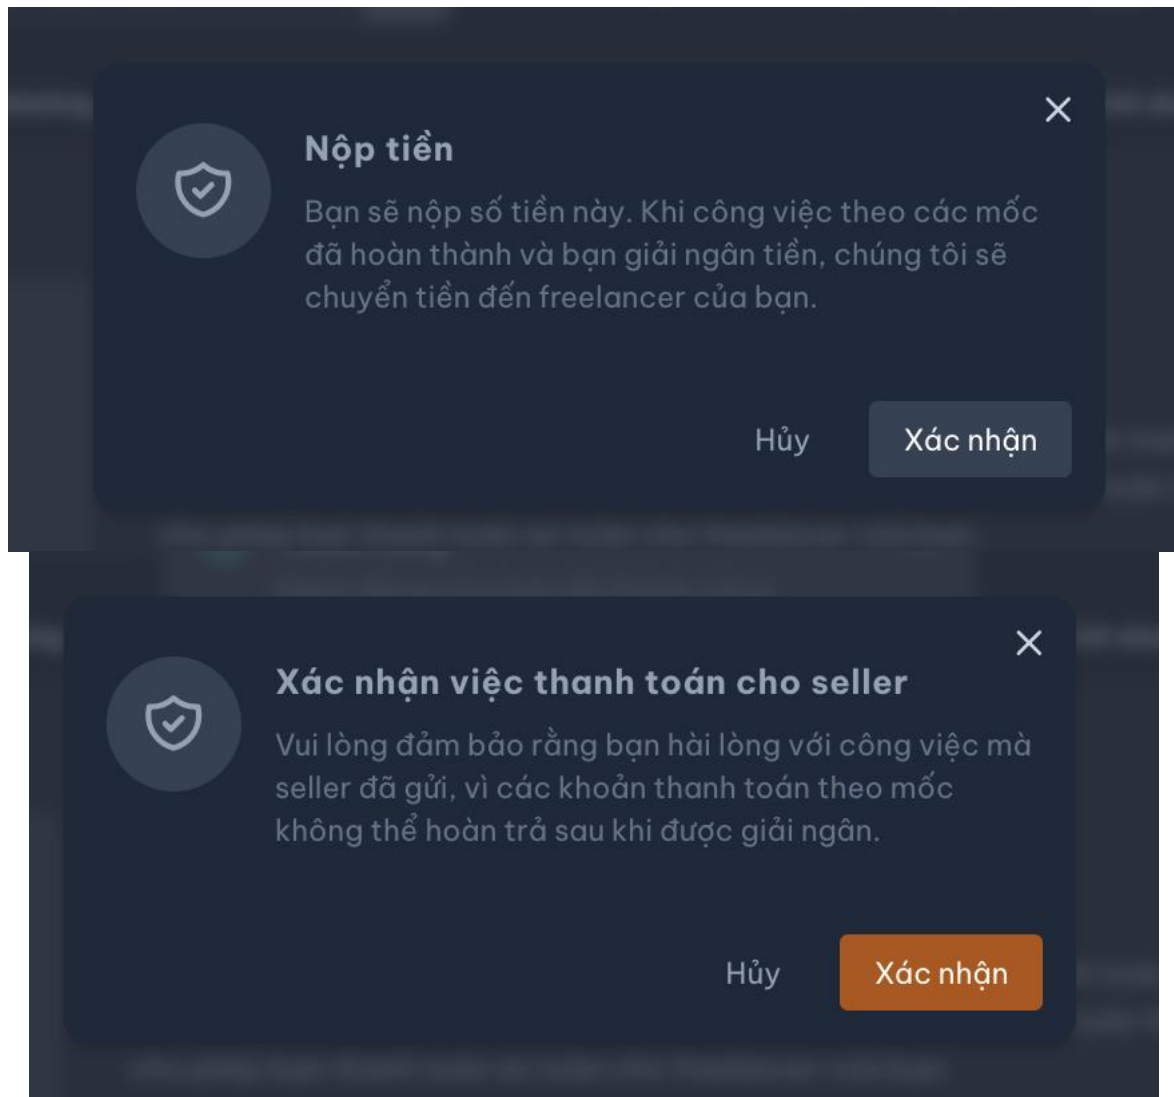 Nộp tiền
Bạn sẽ nộp số tiền này. Khi công việc theo các mốc
đã hoàn thành và bạn giải ngân tiền, chúng tôi sẽ
chuyển tiền đến freelancer của bạn.
Hủy
Xác nhận
Xác nhận việc thanh toán cho seller
Vui lòng đảm bảo rằng bạn hài lòng với công việc mà
seller đã gửi, vì các khoản thanh toán theo mốc
không thể hoàn trả sau khi được giải ngân.
Hủy
Xác nhận